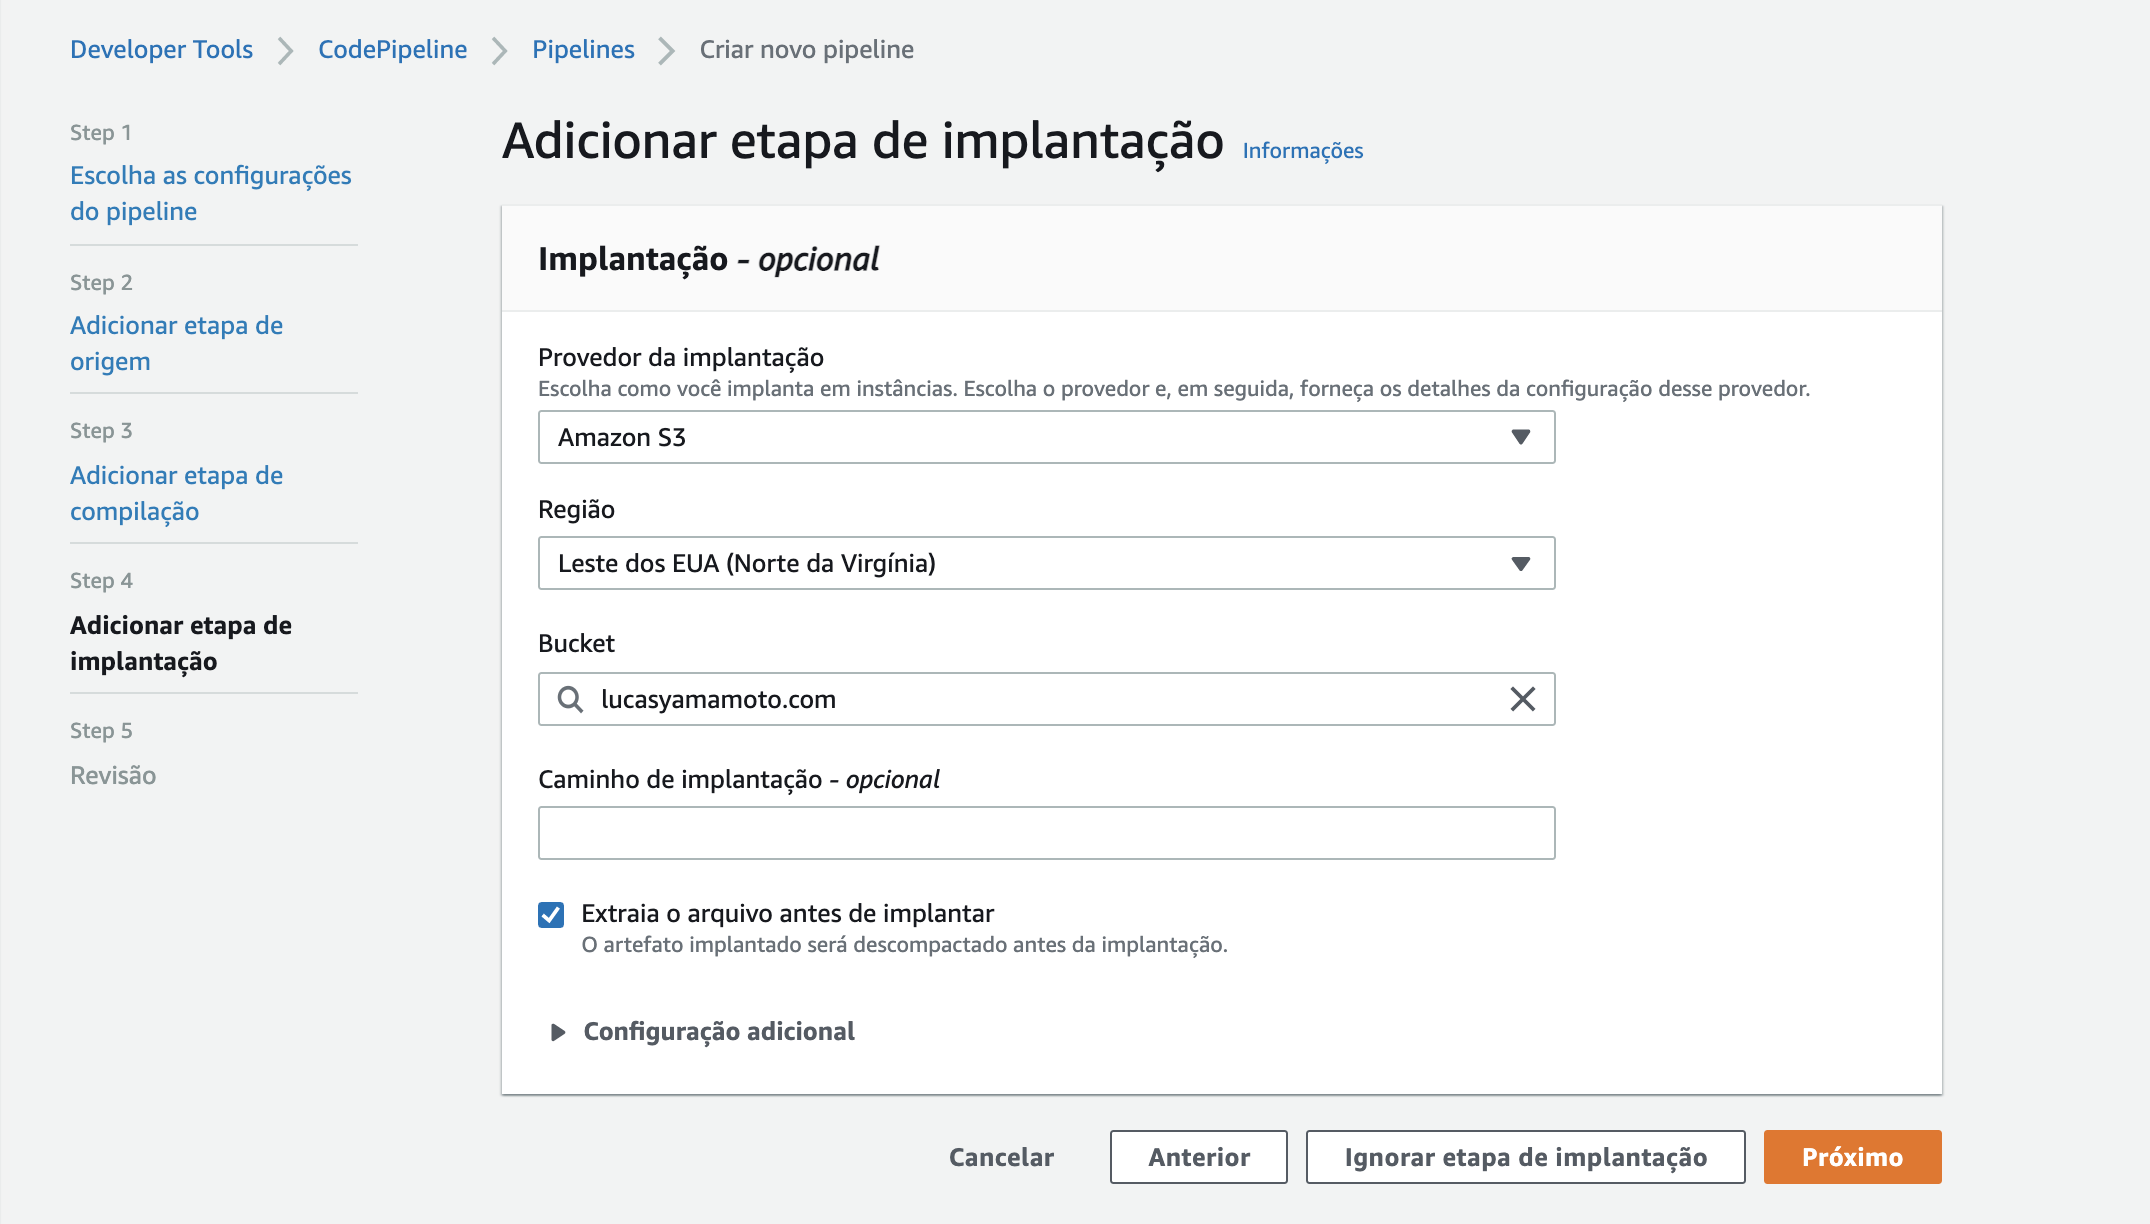 Developer Tools > CodePipeline > Pipelines > Criar novo pipeline
Step 1
Escolha as configurações
do pipeline
Step 2
Adicionar etapa de
origem
Step 3
Adicionar etapa de
compilação
Step 4
Adicionar etapa de
implantação
Step 5
Revisão
Adicionar etapa de implantação Informações
Implantação - opcional
Provedor da implantação
Escolha como você implanta em instâncias. Escolha o provedor e, em seguida, forneça os detalhes da configuração desse provedor.
Amazon S3
Região
Leste dos EUA (Norte da Virgínia)
Bucket
lucasyamamoto.com
Caminho de implantação - opcional
Extraia o arquivo antes de implantar
O artefato implantado será descompactado antes da implantação.
Configuração adicional
Cancelar Anterior Ignorar etapa de implantação Próximo